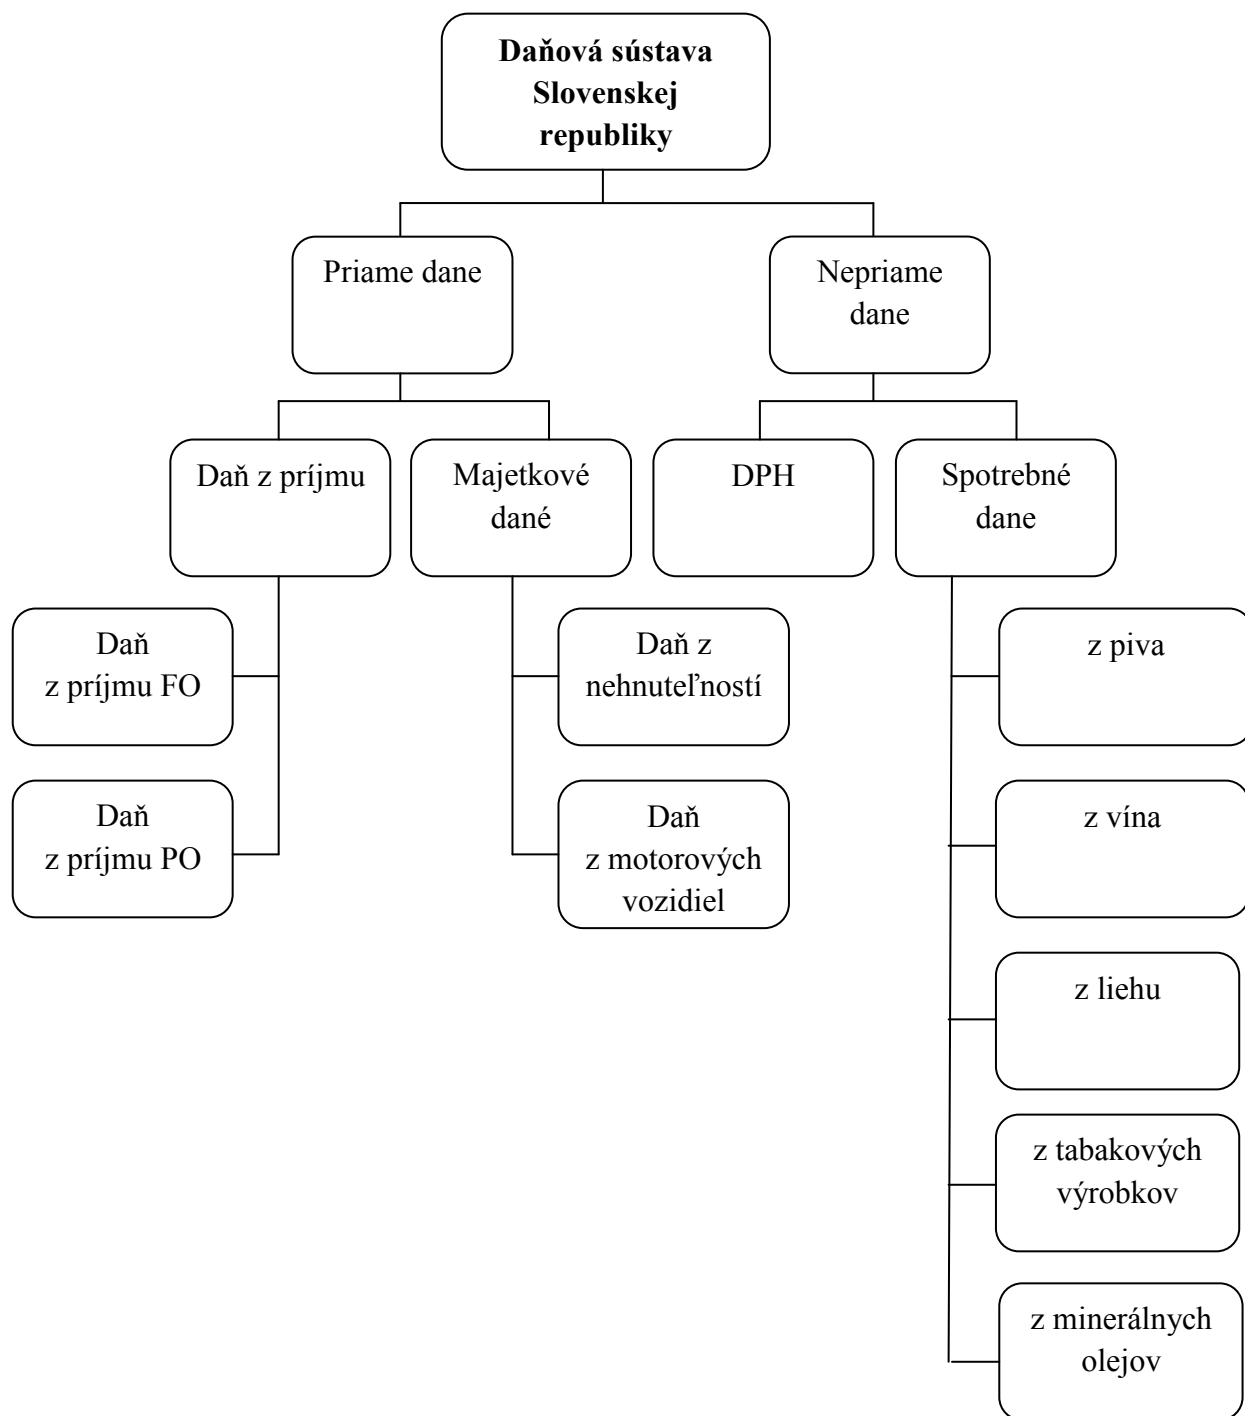 Daňová sústava
Slovenskej
republiky
Priame dane
Nepriame
dane
Daň z príjmu
Majetkové
dané
DPH
Spotrebné
dane
Daň
z príjmu FO
Daň z
nehnuteľností
z piva
Daň
z príjmu PO
Daň
z motorových
vozidiel
z vína
z liehu
z tabakových
výrobkov
z minerálnych
olejov